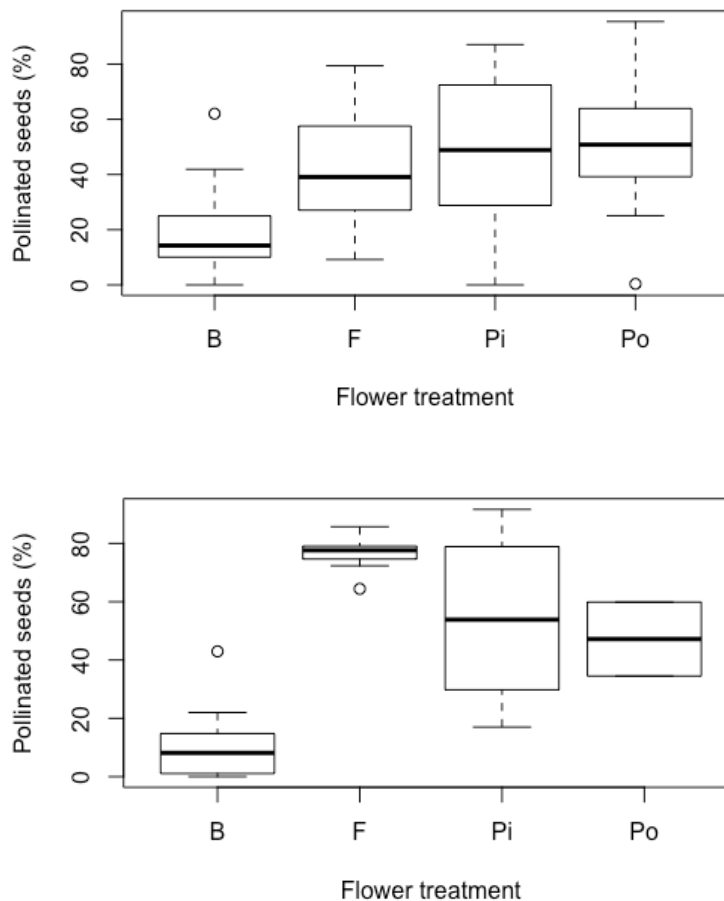 Pollinated seeds (%)
80
60
40
20
0
B F Pi Po
Flower treatment
Pollinated seeds (%)
80
60
40
20
0
B F Pi Po
Flower treatment